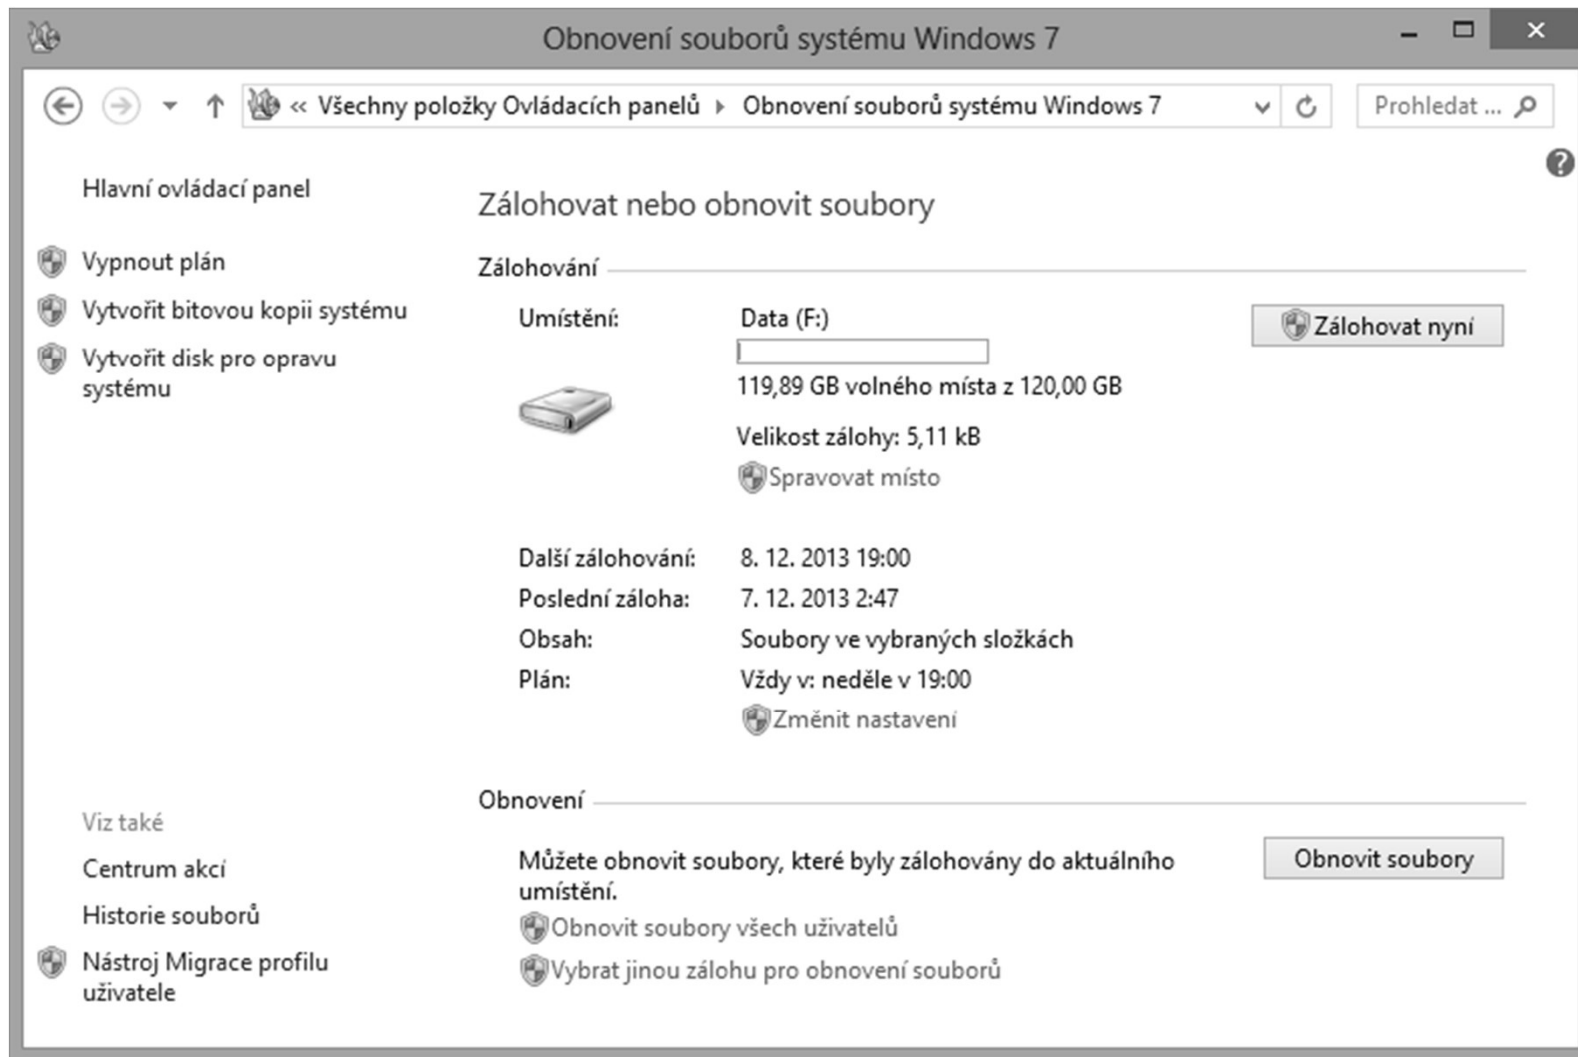 Obnovení souborů systému Windows 7
« Všechny položky Ovládacích panelů Obnovení souborů systému Windows 7
Prohledat ...
Hlavní ovládací panel
Vypnout plán
Vytvořit bitovou kopii systému
Vytvořit disk pro opravu
systému
Viz také
Centrum akcí
Historie souborů
Nástroj Migrace profilu
uživatele
Zálohovat nebo obnovit soubory
Zálohování
Umístění: Data (F:)
Zálohovat nyní
119,89 GB volného místa z 120,00 GB
Velikost zálohy: 5,11 kB
Spravovat místo
Další zálohování: 8. 12. 2013 19:00
Poslední záloha: 7. 12. 2013 2:47
Obsah: Soubory ve vybraných složkách
Plán: Vždy v: neděle v 19:00
Změnit nastavení
Obnovení
Můžete obnovit soubory, které byly zálohovány do aktuálního
umístění.
Obnovit soubory
Obnovit soubory všech uživatelů
Vybrat jinou zálohu pro obnovení souborů